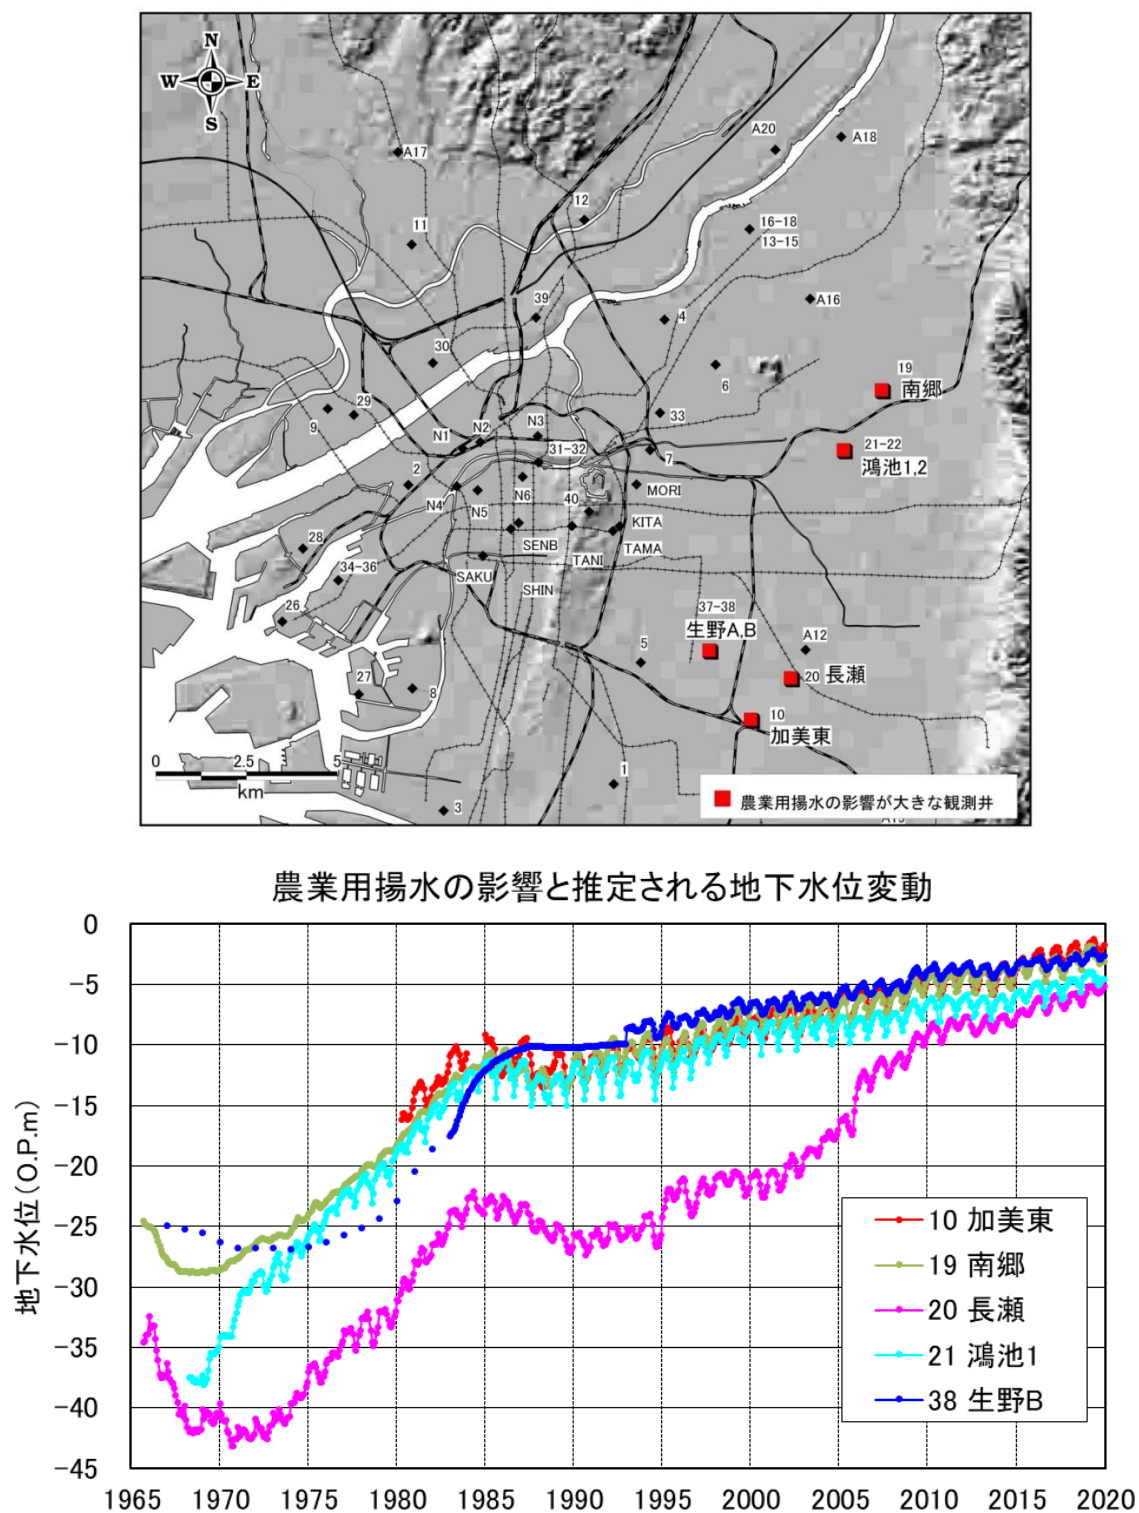 N
W E
S
A17
A20
A18
12
11
16-18
13-15
A16
39
4
30
6
19
南郷
29
9
33
N1
N2
N3
31-32
7
21-22
鴻池1,2
2
N4
N5
N6
40
MORI
KITA
SENB
TANI
TAMA
28
34-36
SAKU
SHIN
26
37-38
生野A,B
5
A12
20 長瀬
27
8
10
加美東
0 2.5 5
km
1
3
農業用揚水の影響が大きな観測井
A19
農業用揚水の影響と推定される地下水位変動
地下水位(O.P.m)
0
-5
-10
-15
-20
-25
-30
-35
-40
-45
10 加美東
19 南郷
20 長瀬
21 鴻池1
38 生野B
1965 1970 1975 1980 1985 1990 1995 2000 2005 2010 2015 2020